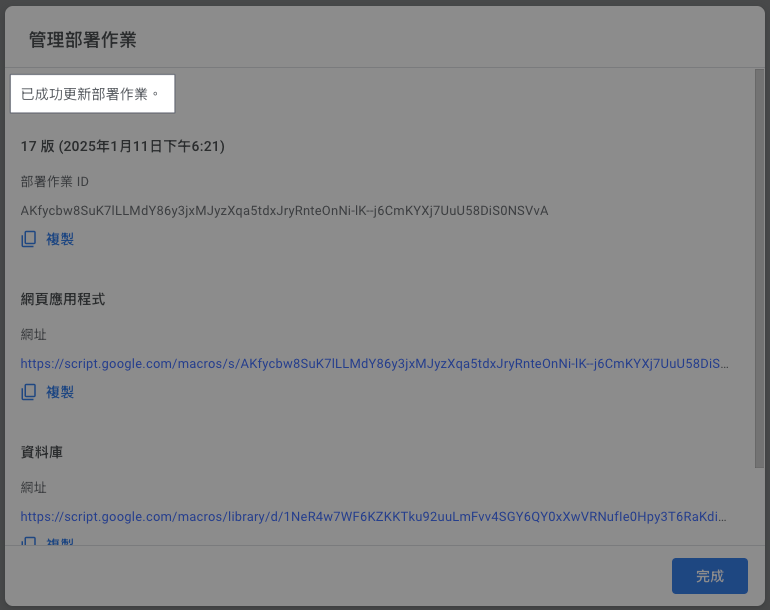 管理部署作業
已成功更新部署作業。
17 版 (2025年1月11日下午6:21)
部署作業 ID
AKfycbw8SuK7lLLMdY86y3jxMJyzXqa5tdxJryRnteOnNi-lK--j6CmKYXj7UuU58DiS0NSVvA
複製
網頁應用程式
網址
https://script.google.com/macros/s/AKfycbw8SuK7lLLMdY86y3jxMJyzXqa5tdxJryRnteOnNi-lK--j6CmKYXj7UuU58DiS...
複製
資料庫
網址
https://script.google.com/macros/library/d/1NeR4w7WF6KZKKTku92uuLmFvv4SGY6QY0xXwVRNufIe0Hpy3T6RaKdi...
複製
完成